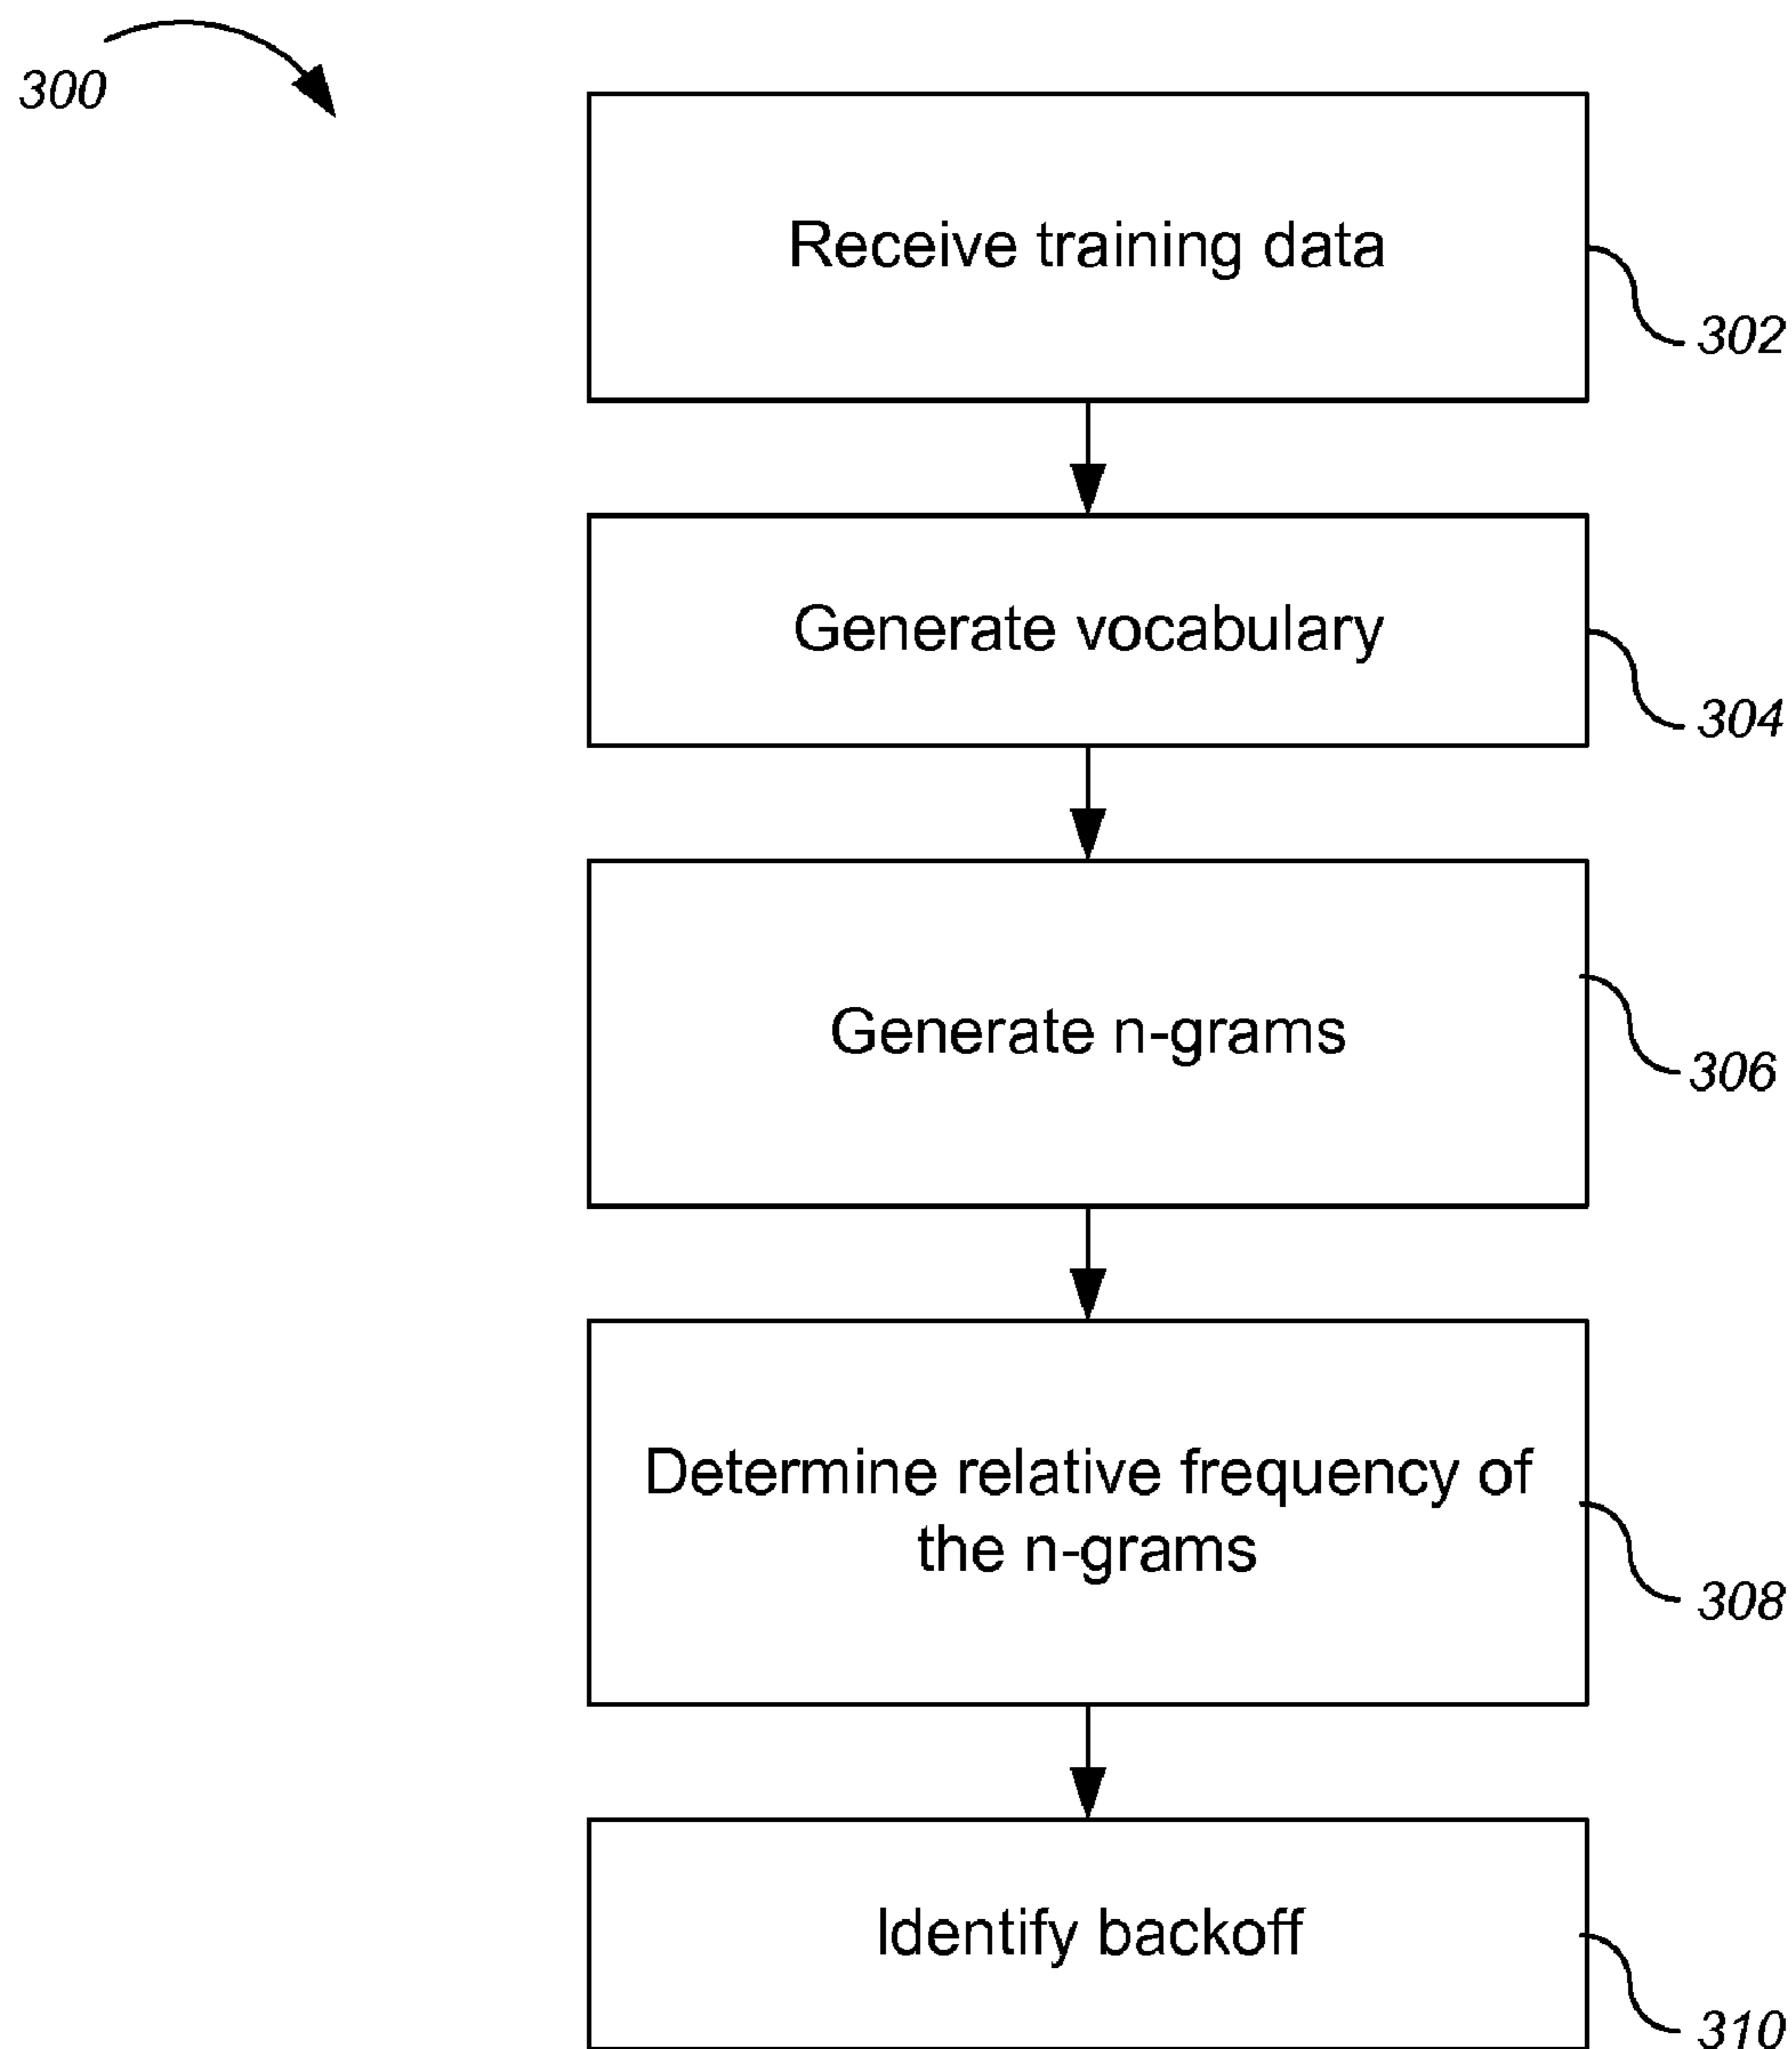 300
Receive training data
302
Generate vocabulary
304
Generate n-grams
306
Determine relative frequency of
the n-grams
308
Identify backoff
310